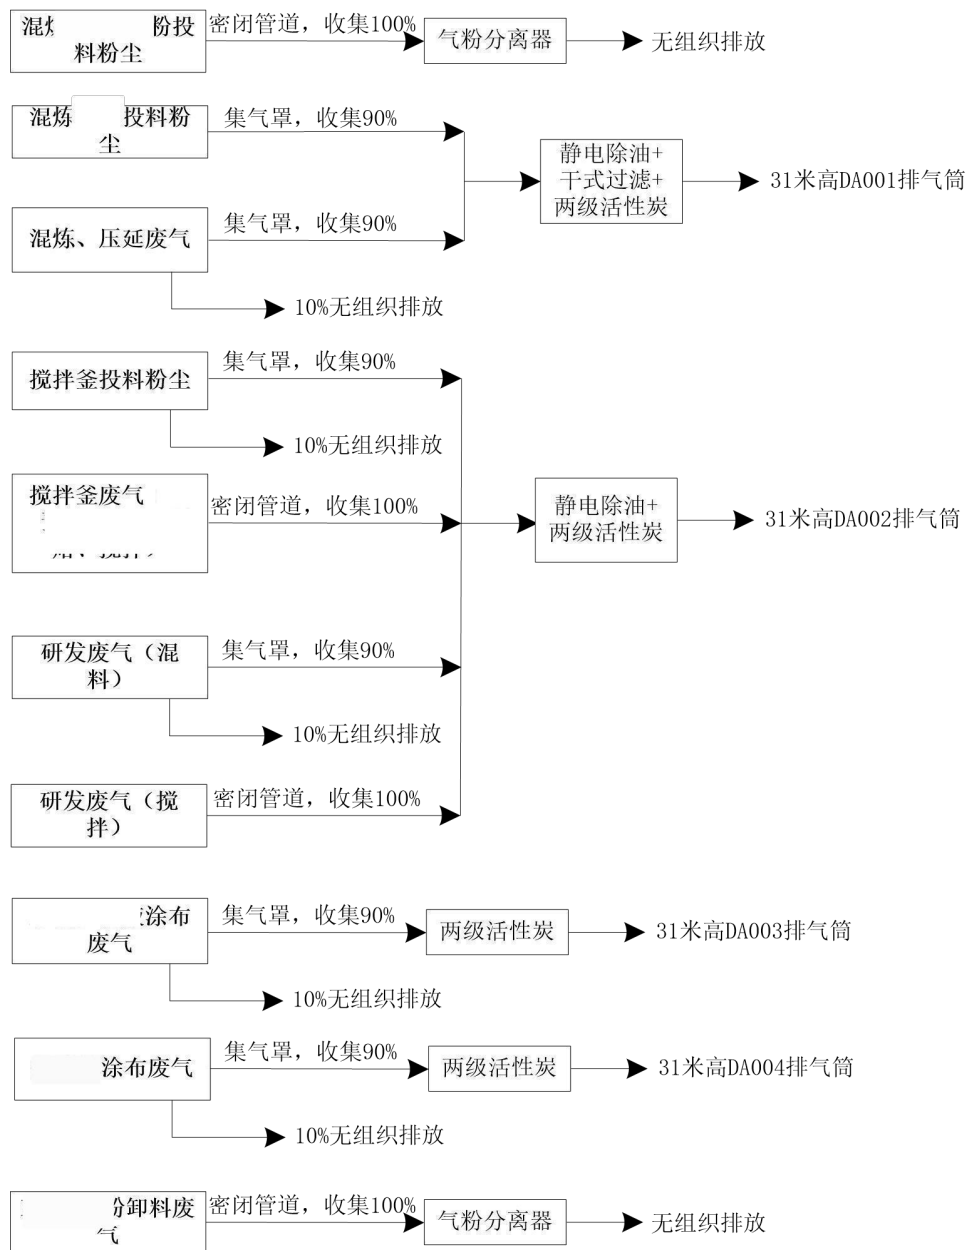 混 粉投
料粉尘
密闭管道，收集100%
气粉分离器
无组织排放
混炼 投料粉
尘
集气罩，收集90%
静电除油+
干式过滤+
两级活性炭
31米高DA001排气筒
混炼、压延废气
集气罩，收集90%
10%无组织排放
搅拌釜投料粉尘
集气罩，收集90%
10%无组织排放
搅拌釜废气
密闭管道，收集100%
静电除油+
两级活性炭
31米高DA002排气筒
研发废气（混
料）
集气罩，收集90%
10%无组织排放
研发废气（搅
拌）
密闭管道，收集100%
涂布
废气
集气罩，收集90%
两级活性炭
31米高DA003排气筒
10%无组织排放
涂布废气
集气罩，收集90%
两级活性炭
31米高DA004排气筒
10%无组织排放
粉卸料废
气
密闭管道，收集100%
气粉分离器
无组织排放